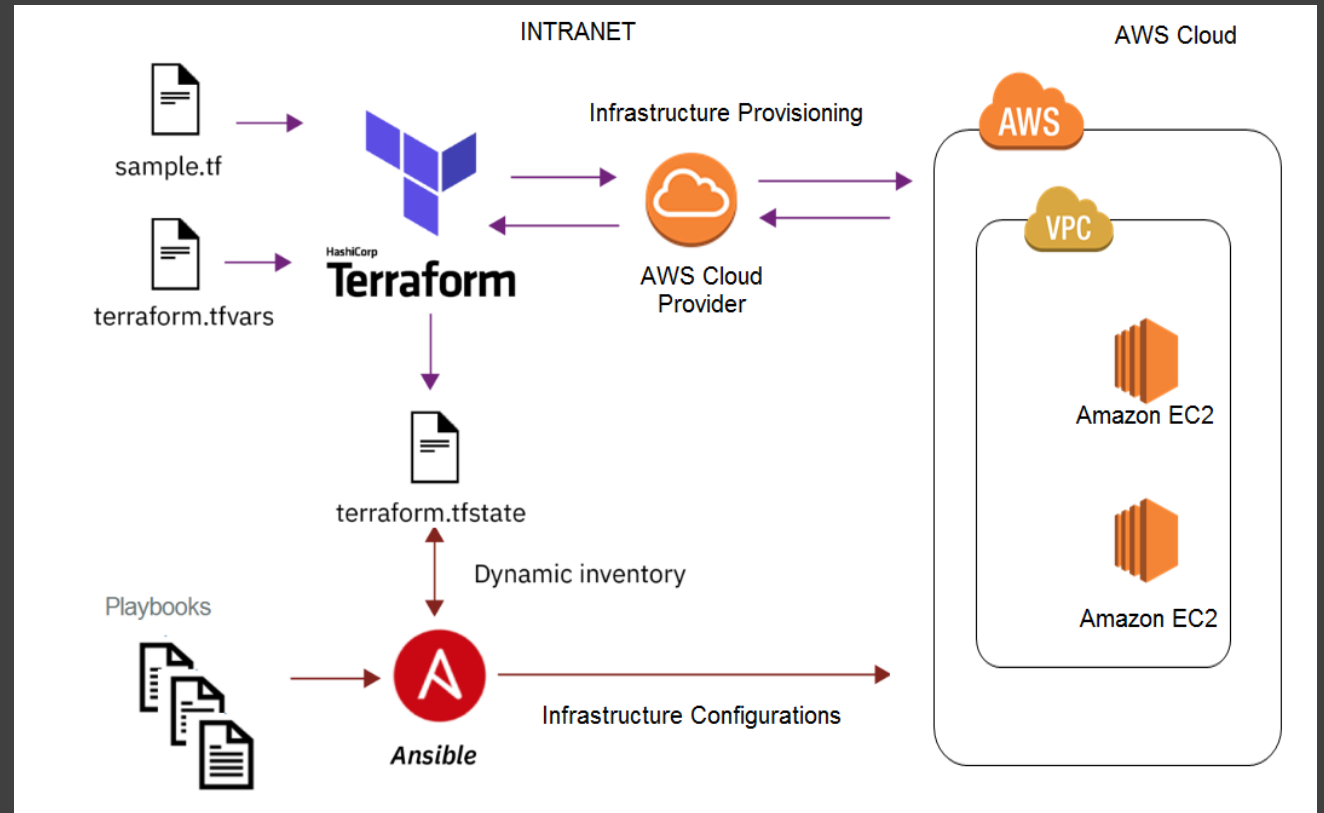 INTRANET
AWS Cloud
sample.tf
Infrastructure Provisioning
AWS
HashiCorp
Terraform
AWS Cloud
Provider
VPC
terraform.tfvars
Amazon EC2
terraform.tfstate
Dynamic inventory
Amazon EC2
Playbooks
Ansible
Infrastructure Configurations